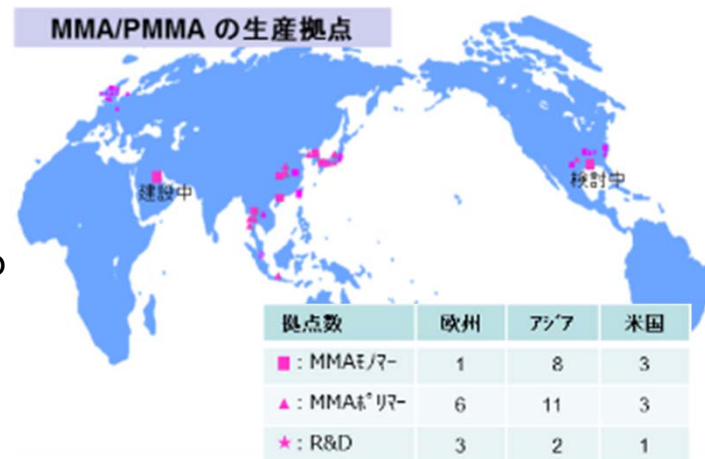 MMA/PMMA の生産拠点
建設中
検討中
の
拠点数 欧州 ｱｼﾞｱ 米国
■：MMAﾓﾉﾏｰ 1 8 3
▲：MMAﾎﾟﾘﾏｰ 6 11 3
★：R&D 3 2 1